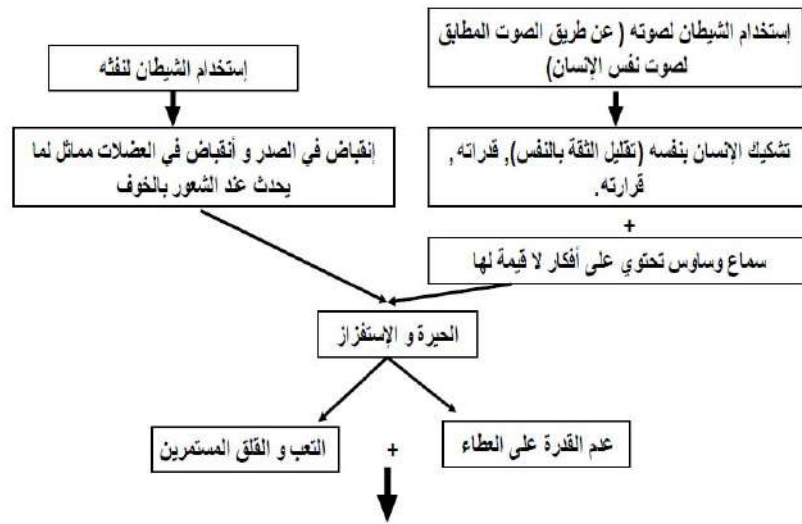 إستخدام الشيطان لصوته ( عن طريق الصوت المطابق
لصوت نفس الإنسان)
إستخدام الشيطان لنفثه
تشكيك الإنسان بنفسه (تقليل الثقة بالنفس), قدراته ,
قرارته.
إنقباض في الصدر و أنقباض في العضلات مماثل لما
يحدث عند الشعور بالخوف
+
سماع وساوس تحتوي على أفكار لا قيمة لها
الحيرة و الإستفزاز
عدم القدرة على العطاء
+
التعب و القلق المستمرين